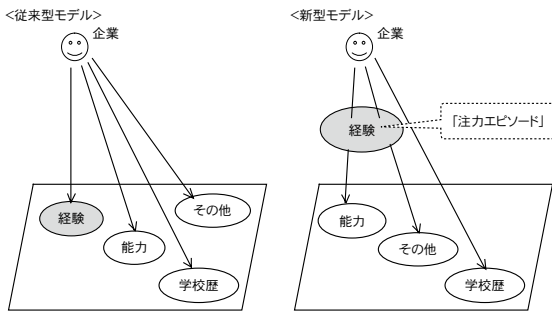 <従来型モデル>
企業
経験
能力
その他
学校歴
<新型モデル>
企業
経験
「注力エピソード」
能力
その他
学校歴